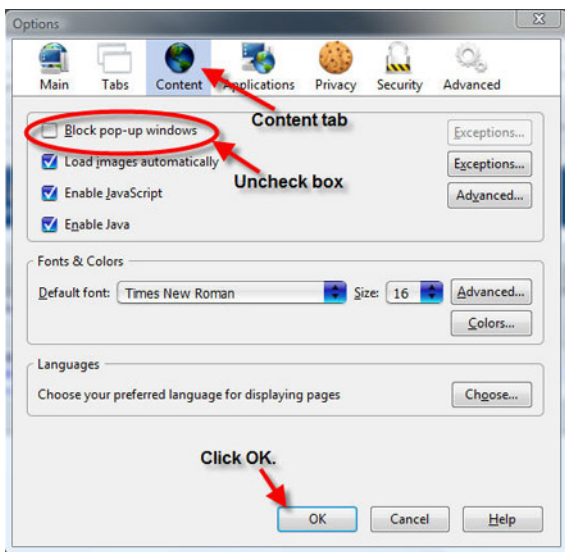 Options
Main Tabs Content Applications Privacy Security Advanced
Content tab
Block pop-up windows Exceptions...
Load images automatically Exceptions...
Uncheck box
Enable JavaScript Advanced...
Enable Java
Fonts & Colors
Default font: Times New Roman Size: 16 Advanced...
Colors...
Languages
Choose your preferred language for displaying pages Choose...
Click OK.
OK Cancel Help